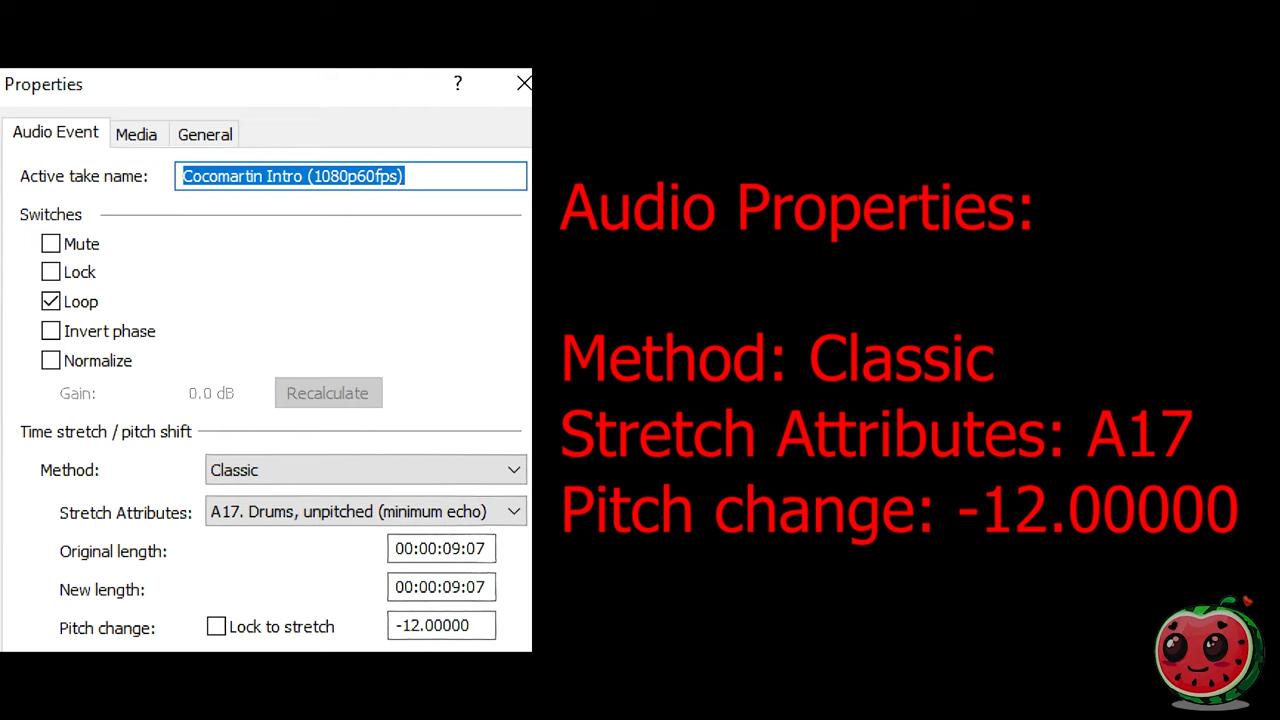 Properties
?
Audio Event Media General
Active take name: Cocomartin Intro (1080p60fps)
Switches
Mute
Lock
Loop
Invert phase
Normalize
Gain: 0.0 dB Recalculate
Time stretch / pitch shift
Method: Classic
Stretch Attributes: A17. Drums, unpitched (minimum echo)
Original length: 00:00:09:07
New length: 00:00:09:07
Pitch change: Lock to stretch -12.00000
Audio Properties:
Method: Classic
Stretch Attributes: A17
Pitch change: -12.00000